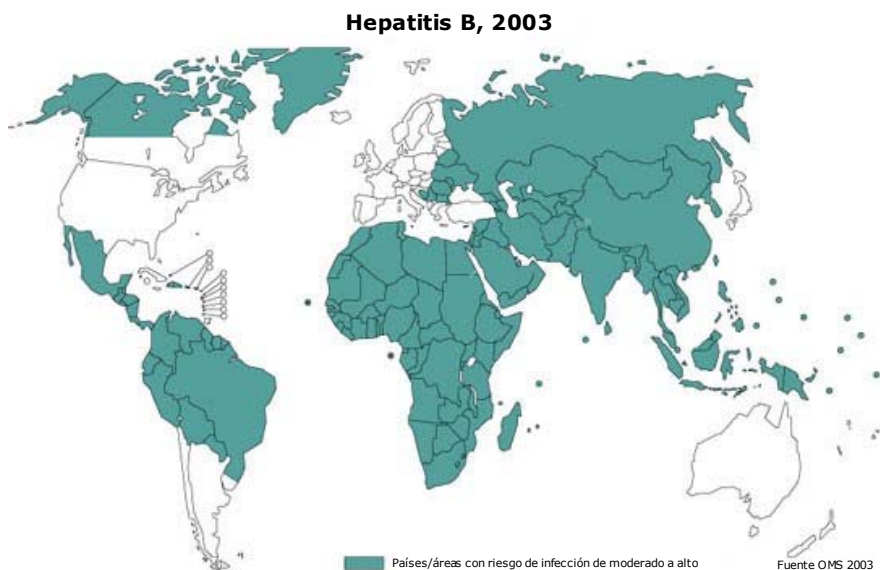 Hepatitis B, 2003
Países/áreas con riesgo de infección de moderado a alto
Fuente OMS 2003